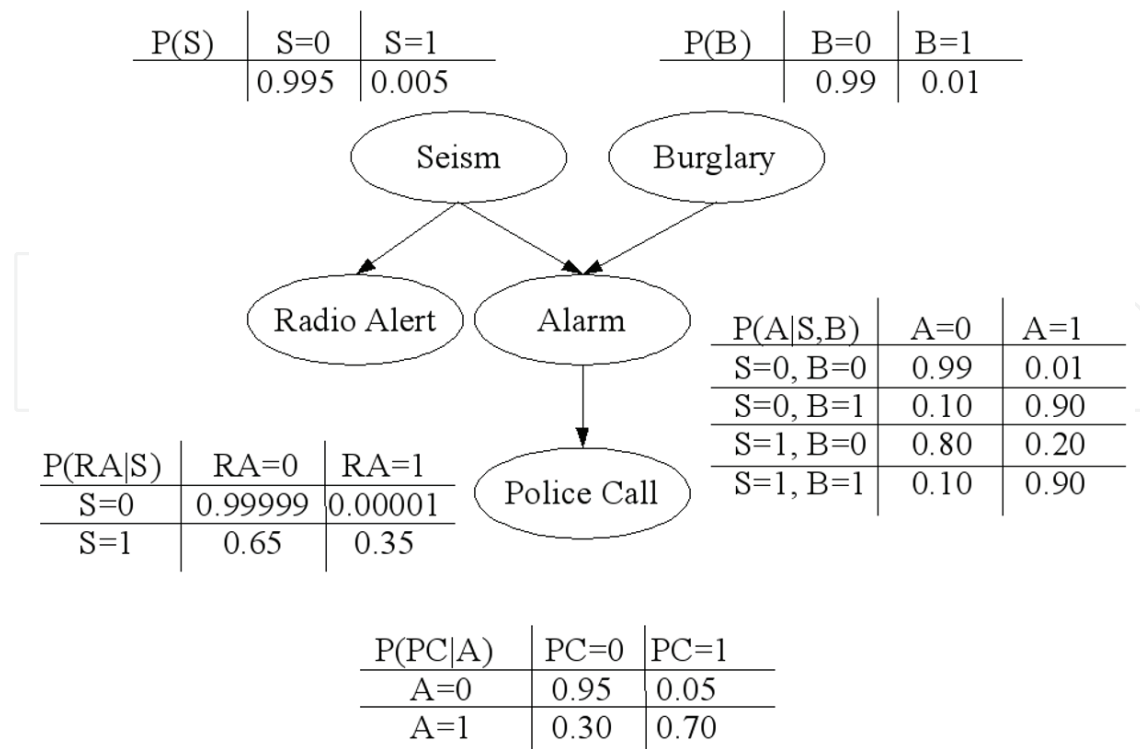 P(S) S=0 S=1
0.995 0.005
P(B) B=0 B=1
0.99 0.01
Seism
Burglary
Radio Alert
Alarm
P(A|S,B) A=0 A=1
S=0, B=0 0.99 0.01
S=0, B=1 0.10 0.90
S=1, B=0 0.80 0.20
S=1, B=1 0.10 0.90
P(RA|S) RA=0 RA=1
S=0 0.99999 0.00001
S=1 0.65 0.35
Police Call
P(PC|A) PC=0 PC=1
A=0 0.95 0.05
A=1 0.30 0.70